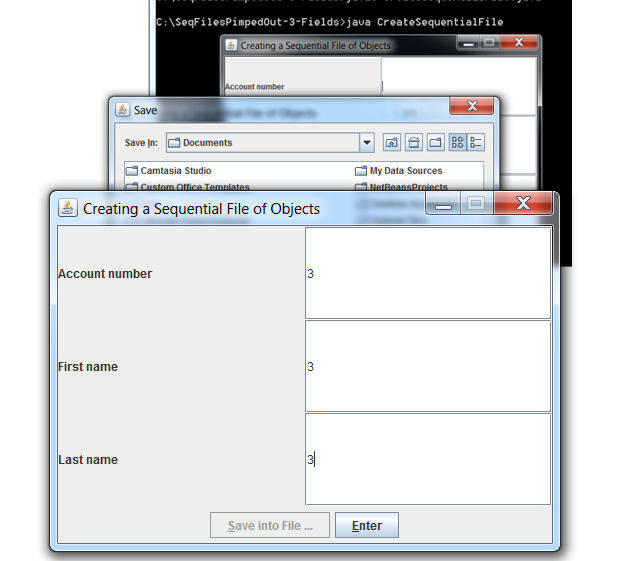 C:\SeqFilesPimpedOut-3-Fields>java CreateSequentialFile
Creating a Sequential File of Objects
Account number
Save
Save In: Documents
Camtasia Studio My Data Sources
Custom Office Templates NetBeansProjects
Creating a Sequential File of Objects
Account number 3
First name 3
Last name 3
Save into File ... Enter